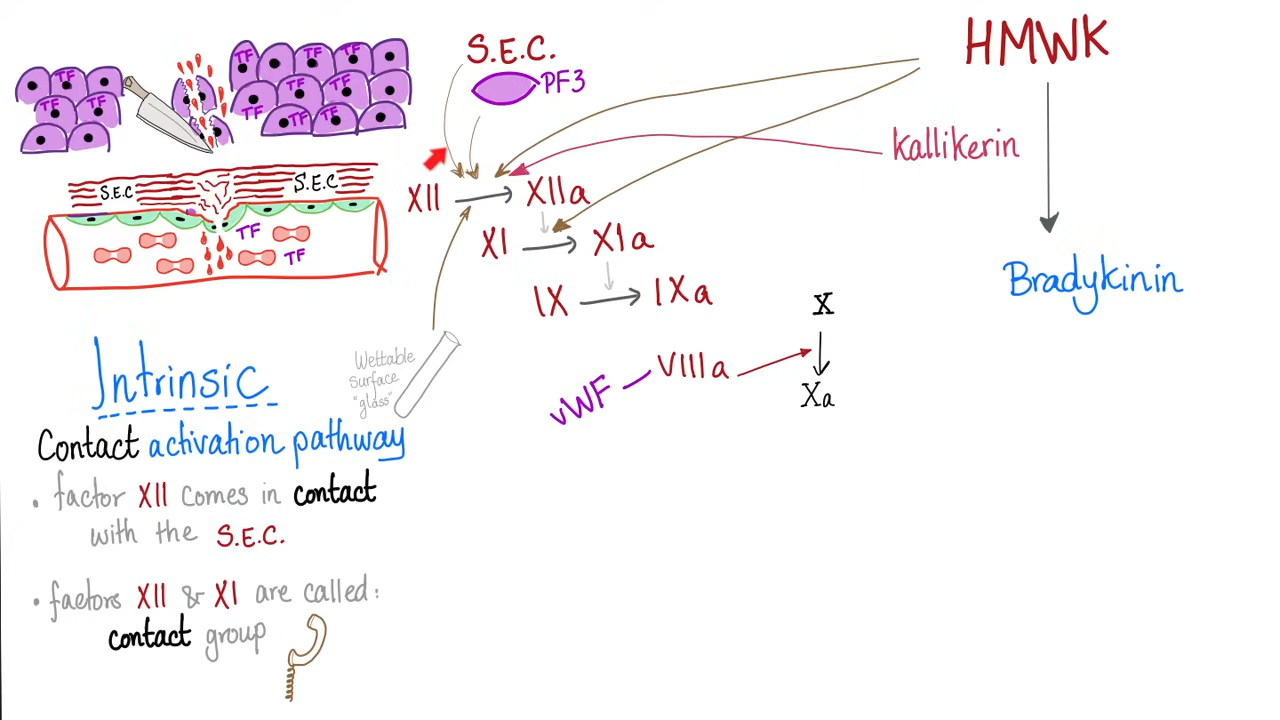 TF TF TF
TF
TF TF TF
TF TF TF
S.E.C S.E.C
TF
TF
S.E.C.
PF3
HMWK
Kallikerin
XII XIIa
XI XIa
IX IXa
Bradykinin
X
VIIIa
vWF
Xa
Wettable
Surface
"glass"
Intrinsic
Contact activation pathway
• factor XII comes in contact
with the S.E.C.
• factors XII & XI are called:
contact group